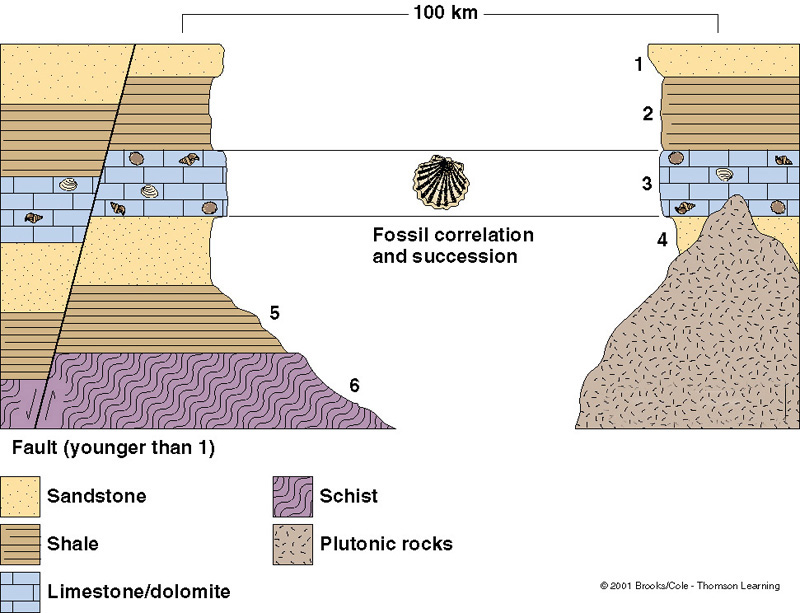 100 km
1
2
3
Fossil correlation
and succession
4
5
6
Fault (younger than 1)
Sandstone
Schist
Shale
Plutonic rocks
Limestone/dolomite
© 2001 Brooks/Cole - Thomson Learning